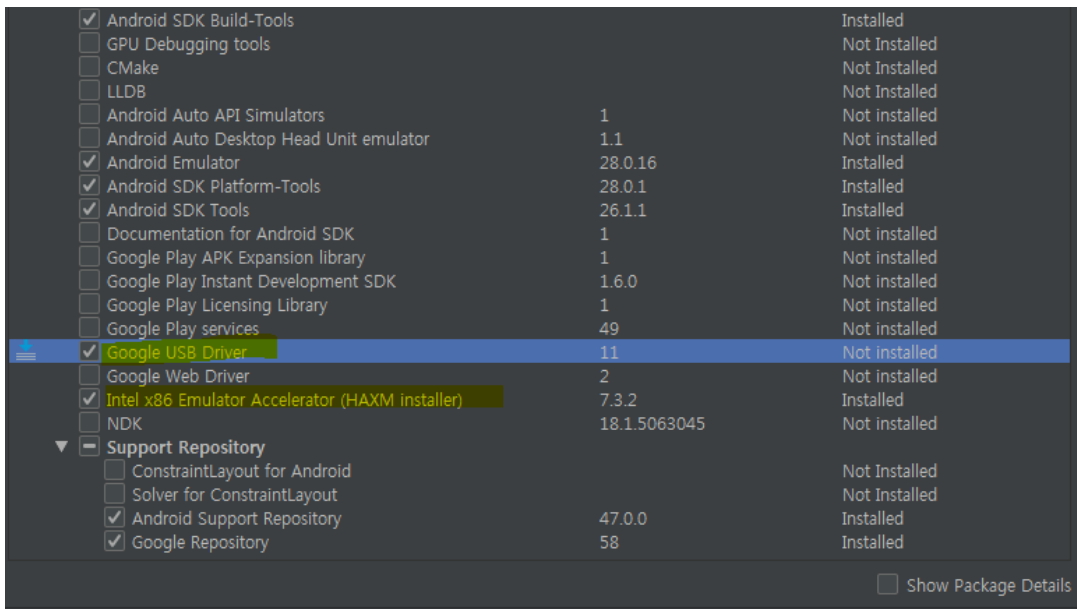 Android SDK Build-Tools Installed
GPU Debugging tools Not Installed
CMake Not Installed
LLDB Not Installed
Android Auto API Simulators 1 Not installed
Android Auto Desktop Head Unit emulator 1.1 Not installed
Android Emulator 28.0.16 Installed
Android SDK Platform-Tools 28.0.1 Installed
Android SDK Tools 26.1.1 Installed
Documentation for Android SDK 1 Not installed
Google Play APK Expansion library 1 Not installed
Google Play Instant Development SDK 1.6.0 Not installed
Google Play Licensing Library 1 Not installed
Google Play services 49 Not installed
Google USB Driver 11 Not installed
Google Web Driver 2 Not installed
Intel x86 Emulator Accelerator (HAXM installer) 7.3.2 Installed
NDK 18.1.5063045 Not installed
Support Repository
ConstraintLayout for Android Not Installed
Solver for ConstraintLayout Not Installed
Android Support Repository 47.0.0 Installed
Google Repository 58 Installed
Show Package Details